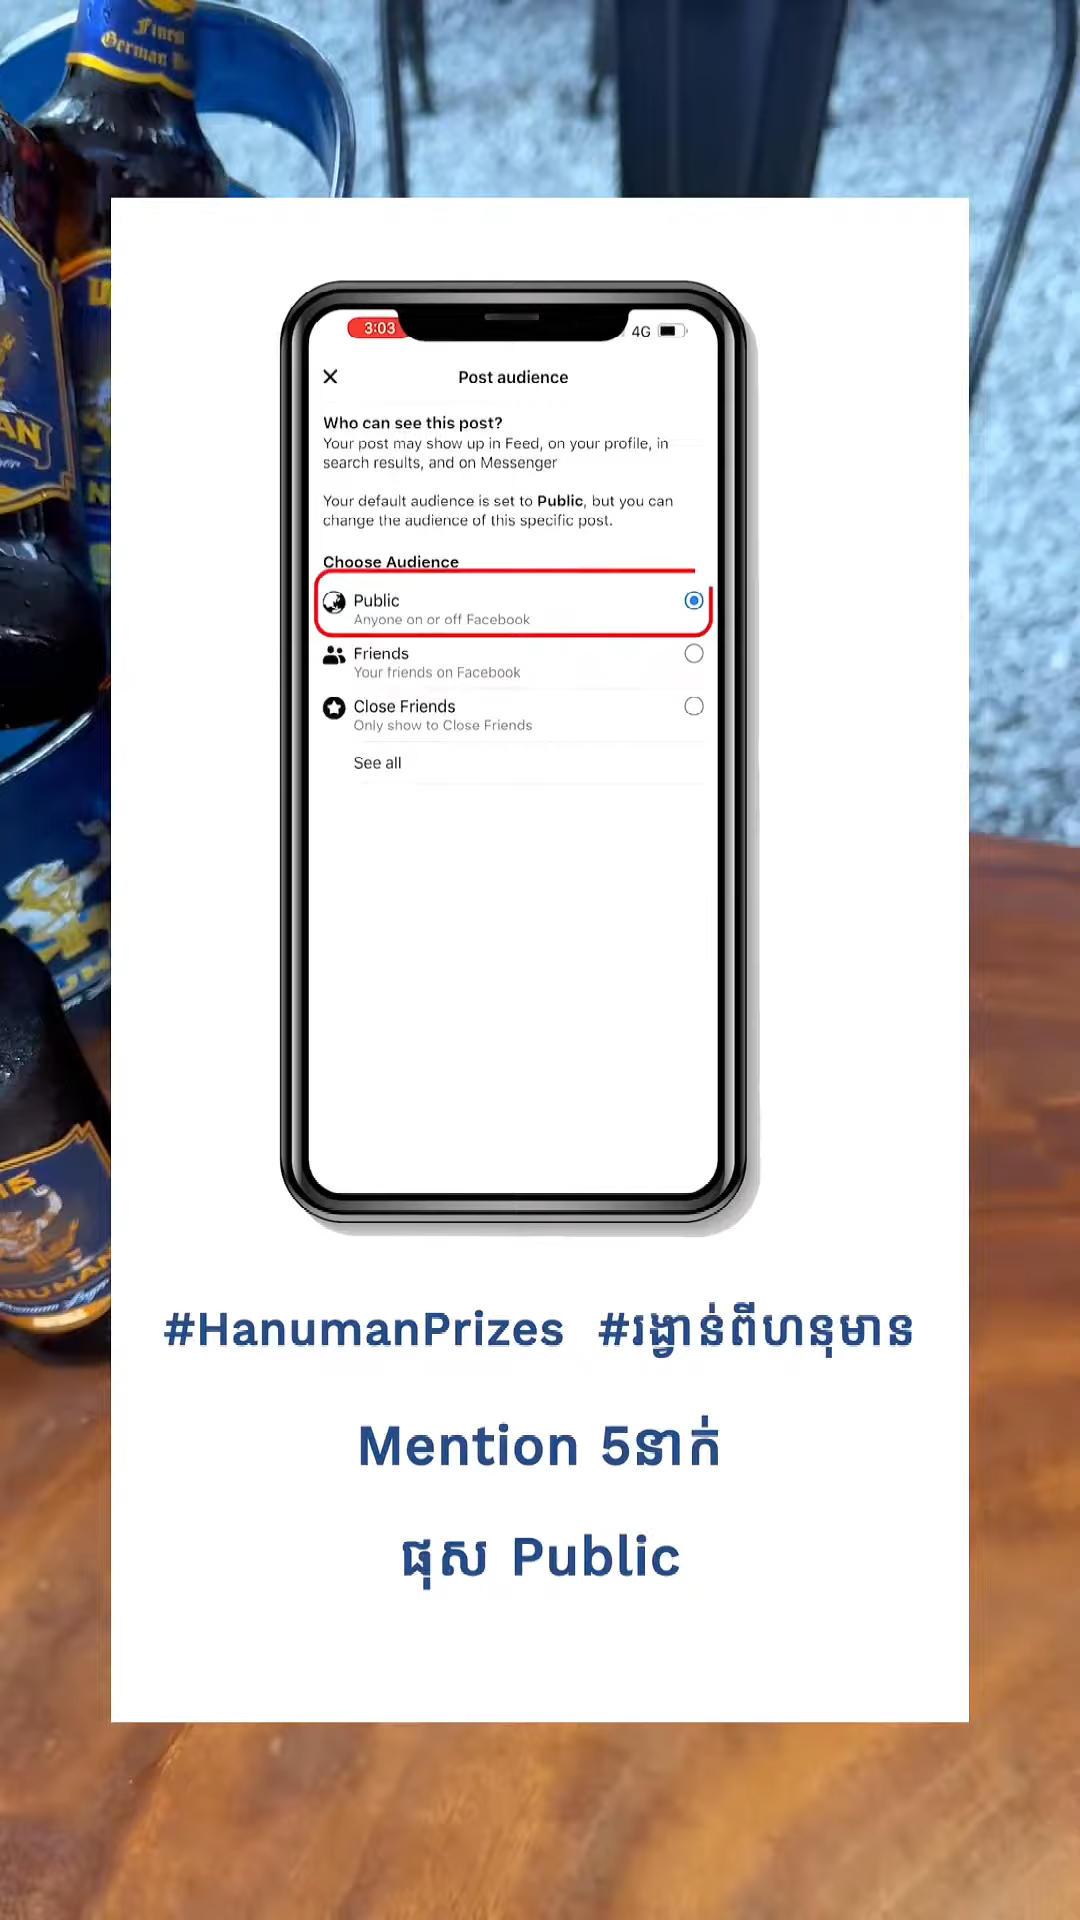 Fines
German
AN
N
HANUMAN
3:03
4G
Post audience
Who can see this post?
Your post may show up in Feed, on your profile, in
search results, and on Messenger
Your default audience is set to Public, but you can
change the audience of this specific post.
Choose Audience
Public
Anyone on or off Facebook
Friends
Your friends on Facebook
Close Friends
Only show to Close Friends
See all
#HanumanPrizes #រង្វាន់ពីហនុមាន
Mention 5នាក់
ផុស Public